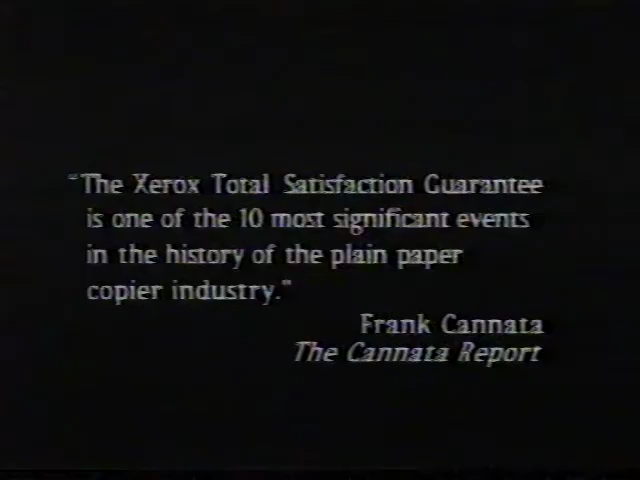 "The Xerox Total Satisfaction Guarantee
is one of the 10 most significant events
in the history of the plain paper
copier industry."
Frank Cannata
The Cannata Report